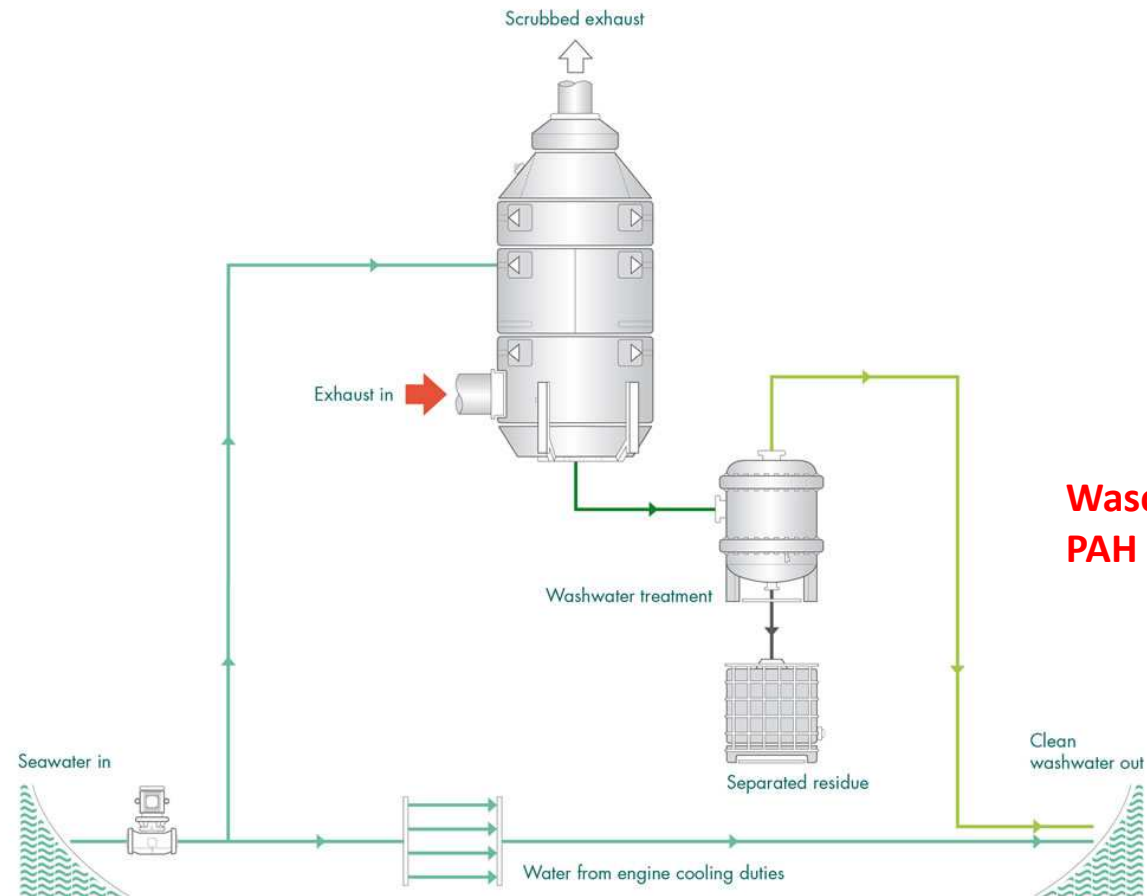 Scrubbed exhaust
Exhaust in
PAH
Washwater treatment
Seawater in
Separated residue
Clean
washwater out
Water from engine cooling duties